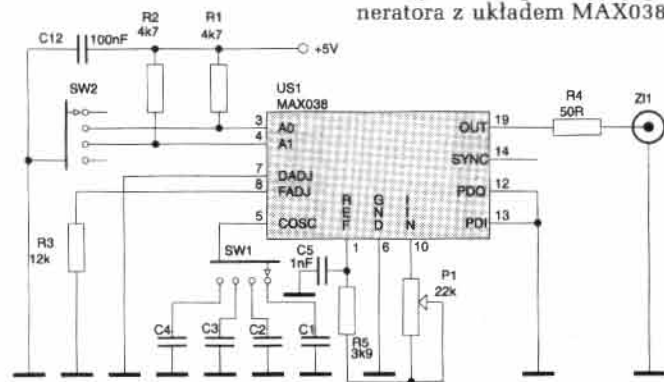 neratora z układem MAX038
R2
4k7
R1
4k7
C12
100nF
+5V
SW2
US1
MAX038
R4
50R
ZI1
3
A0
4
A1
7
DADJ
8
FADJ
5
COSC
REF
GND
IIN
OUT
19
SYNC
14
PDO
12
PDI
13
1
6
10
R3
12k
SW1
C5
1nF
P1
22k
R5
3k9
C4
C3
C2
C1